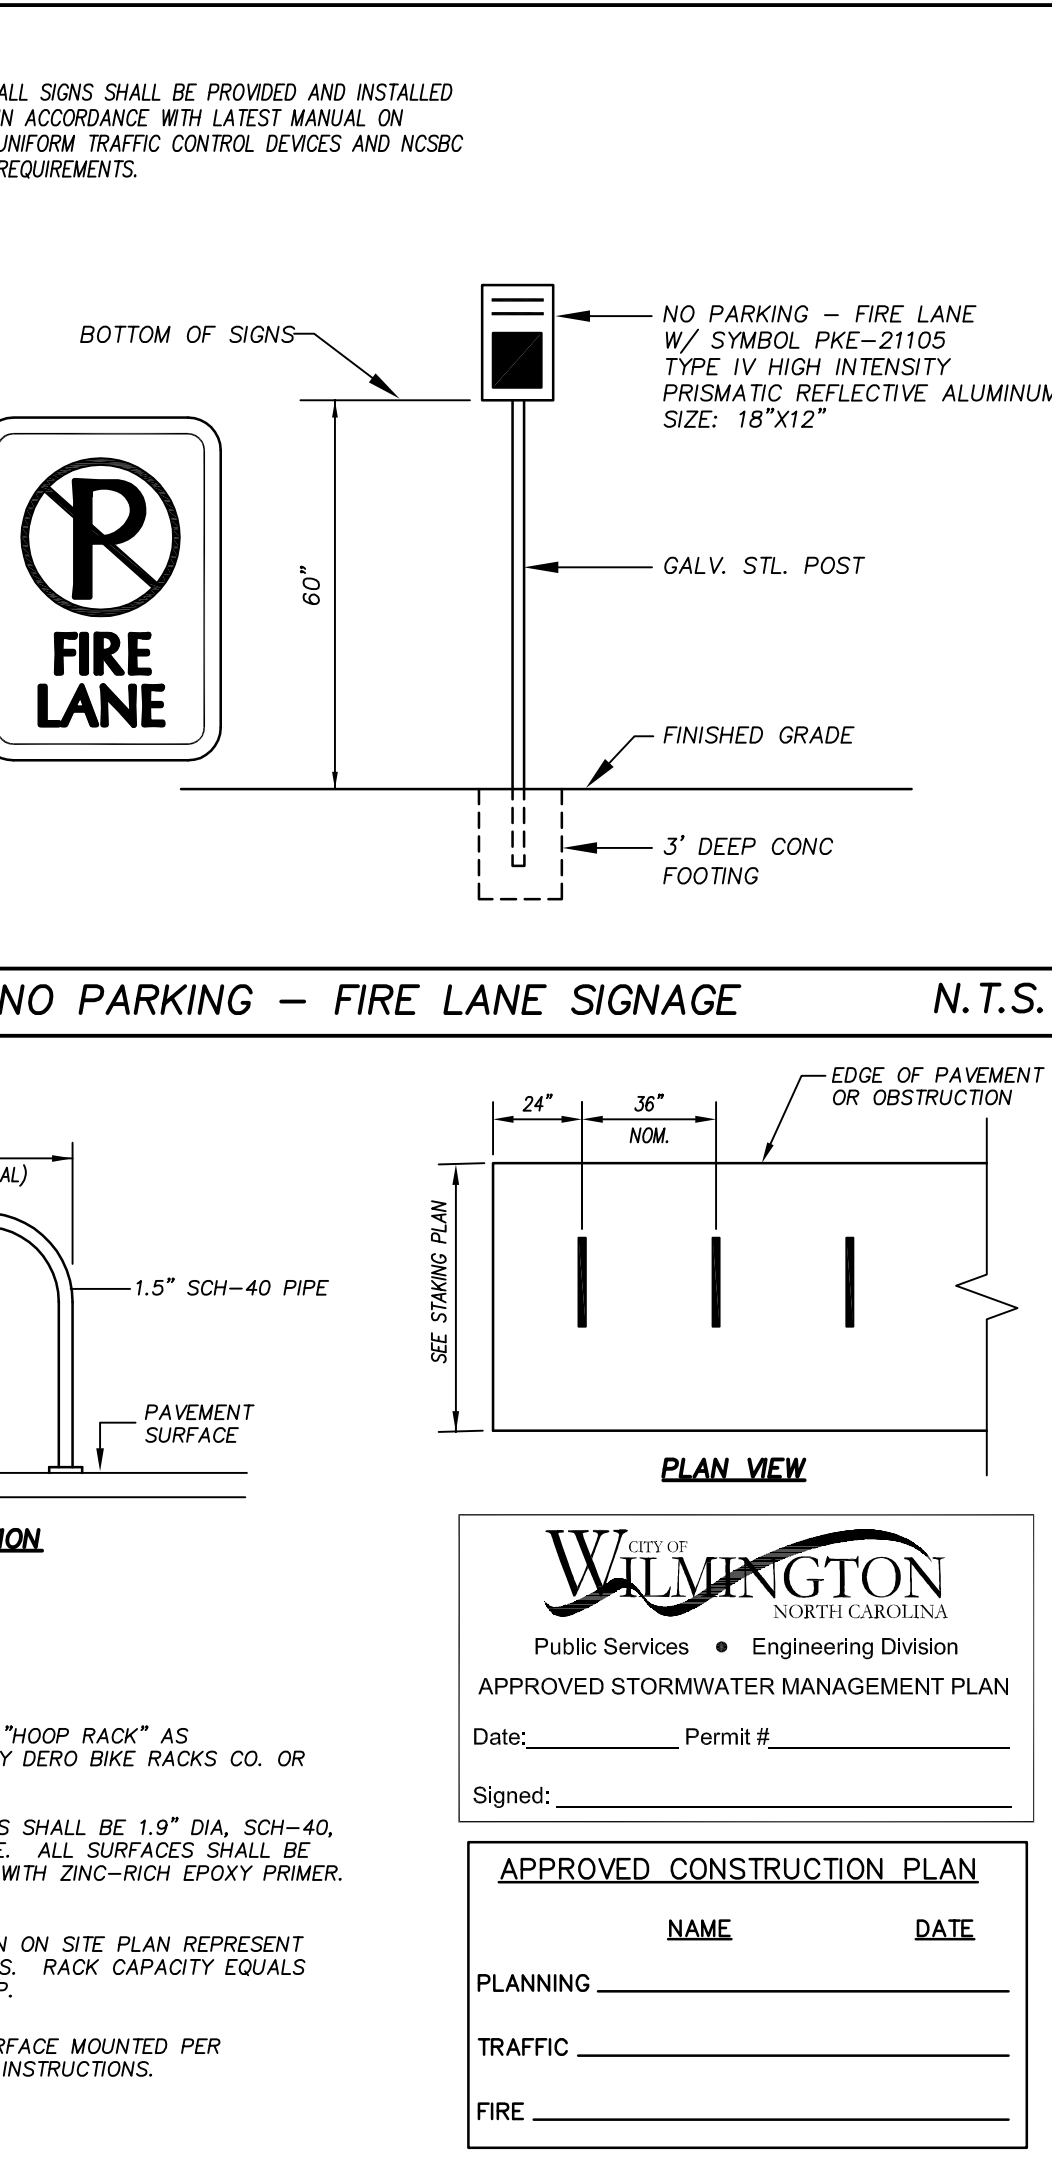 ALL SIGNS SHALL BE PROVIDED AND INSTALLED
IN ACCORDANCE WITH LATEST MANUAL ON
UNIFORM TRAFFIC CONTROL DEVICES AND NCSBC
REQUIREMENTS.
BOTTOM OF SIGNS
NO PARKING – FIRE LANE
W/ SYMBOL PKE–21105
TYPE IV HIGH INTENSITY
PRISMATIC REFLECTIVE ALUMINUM
SIZE: 18"X12"
P
FIRE
LANE
60"
GALV. STL. POST
FINISHED GRADE
3' DEEP CONC
FOOTING
NO PARKING – FIRE LANE SIGNAGE N.T.S.
AL)
1.5" SCH–40 PIPE
PAVEMENT
SURFACE
ION
24" 36"
NOM.
EDGE OF PAVEMENT
OR OBSTRUCTION
SEE STAKING PLAN
PLAN VIEW
"HOOP RACK" AS
Y DERO BIKE RACKS CO. OR
S SHALL BE 1.9" DIA, SCH–40,
E. ALL SURFACES SHALL BE
WITH ZINC–RICH EPOXY PRIMER.
N ON SITE PLAN REPRESENT
S. RACK CAPACITY EQUALS
P.
RFACE MOUNTED PER
INSTRUCTIONS.
CITY OF
WILMINGTON
NORTH CAROLINA
Public Services • Engineering Division
APPROVED STORMWATER MANAGEMENT PLAN
Date: Permit #
Signed:
APPROVED CONSTRUCTION PLAN
NAME DATE
PLANNING
TRAFFIC
FIRE